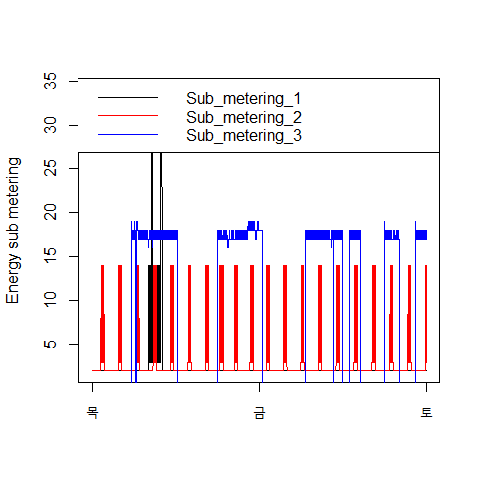 Sub_metering_1
Sub_metering_2
Sub_metering_3
Energy sub metering
35
30
25
20
15
10
5
목 금 토